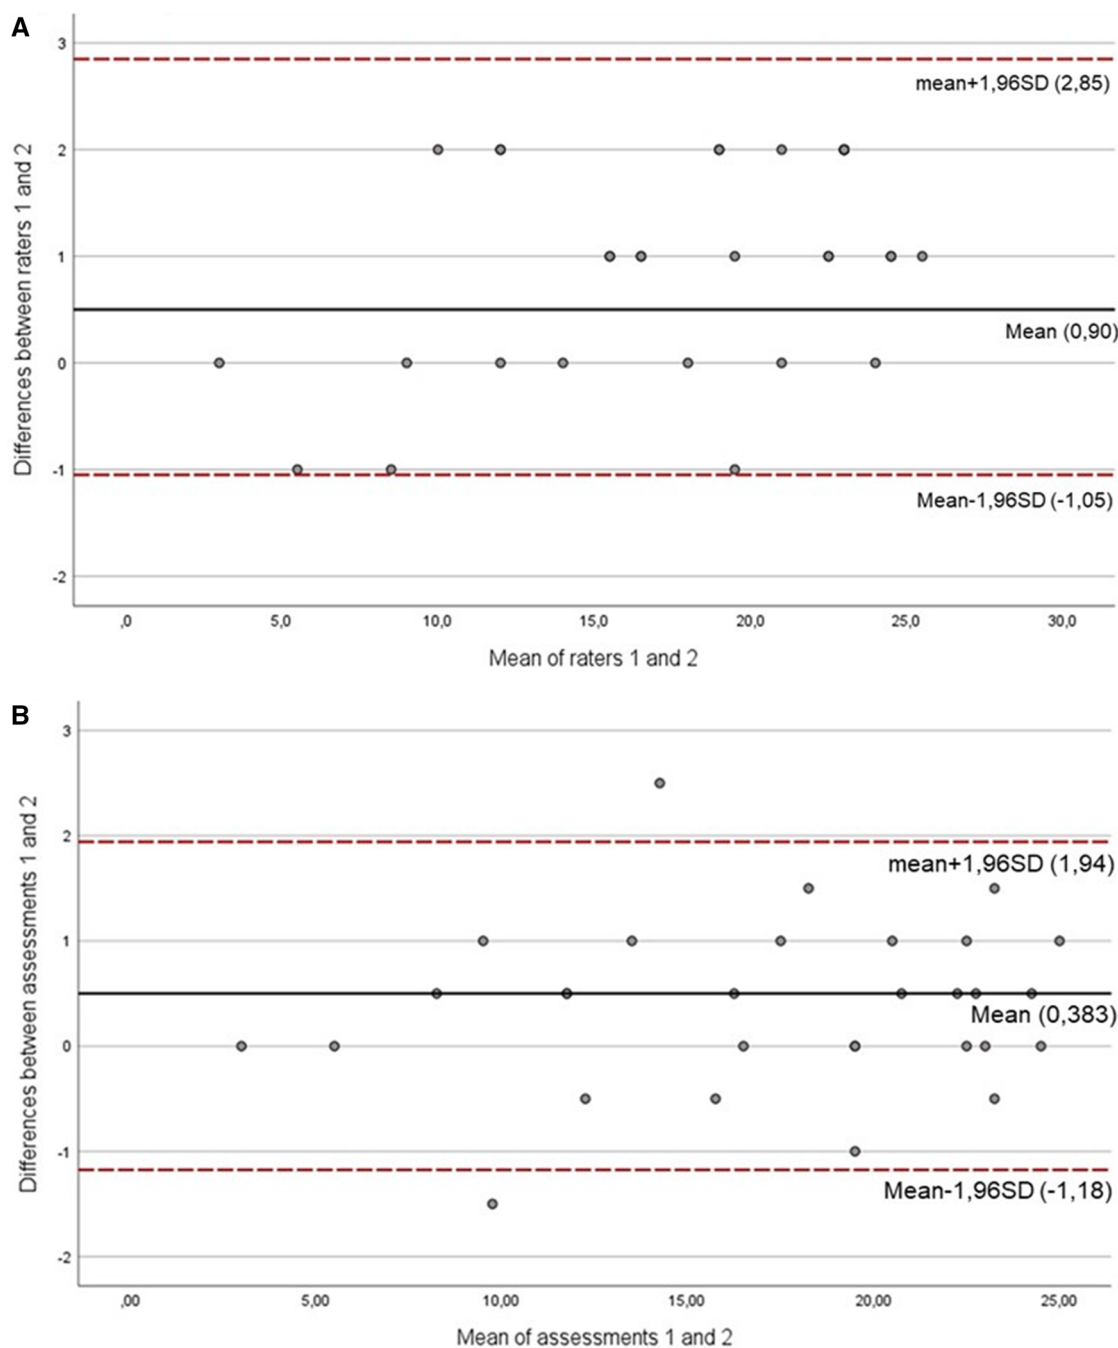 A
3
mean+1,96SD (2,85)
2
1
Mean (0,90)
0
-1
Mean-1,96SD (-1,05)
-2
Differences between raters 1 and 2
,0 5,0 10,0 15,0 20,0 25,0 30,0
Mean of raters 1 and 2
B
3
2
mean+1,96SD (1,94)
1
Mean (0,383)
0
-1
Mean-1,96SD (-1,18)
-2
Differences between assessments 1 and 2
,00 5,00 10,00 15,00 20,00 25,00
Mean of assessments 1 and 2